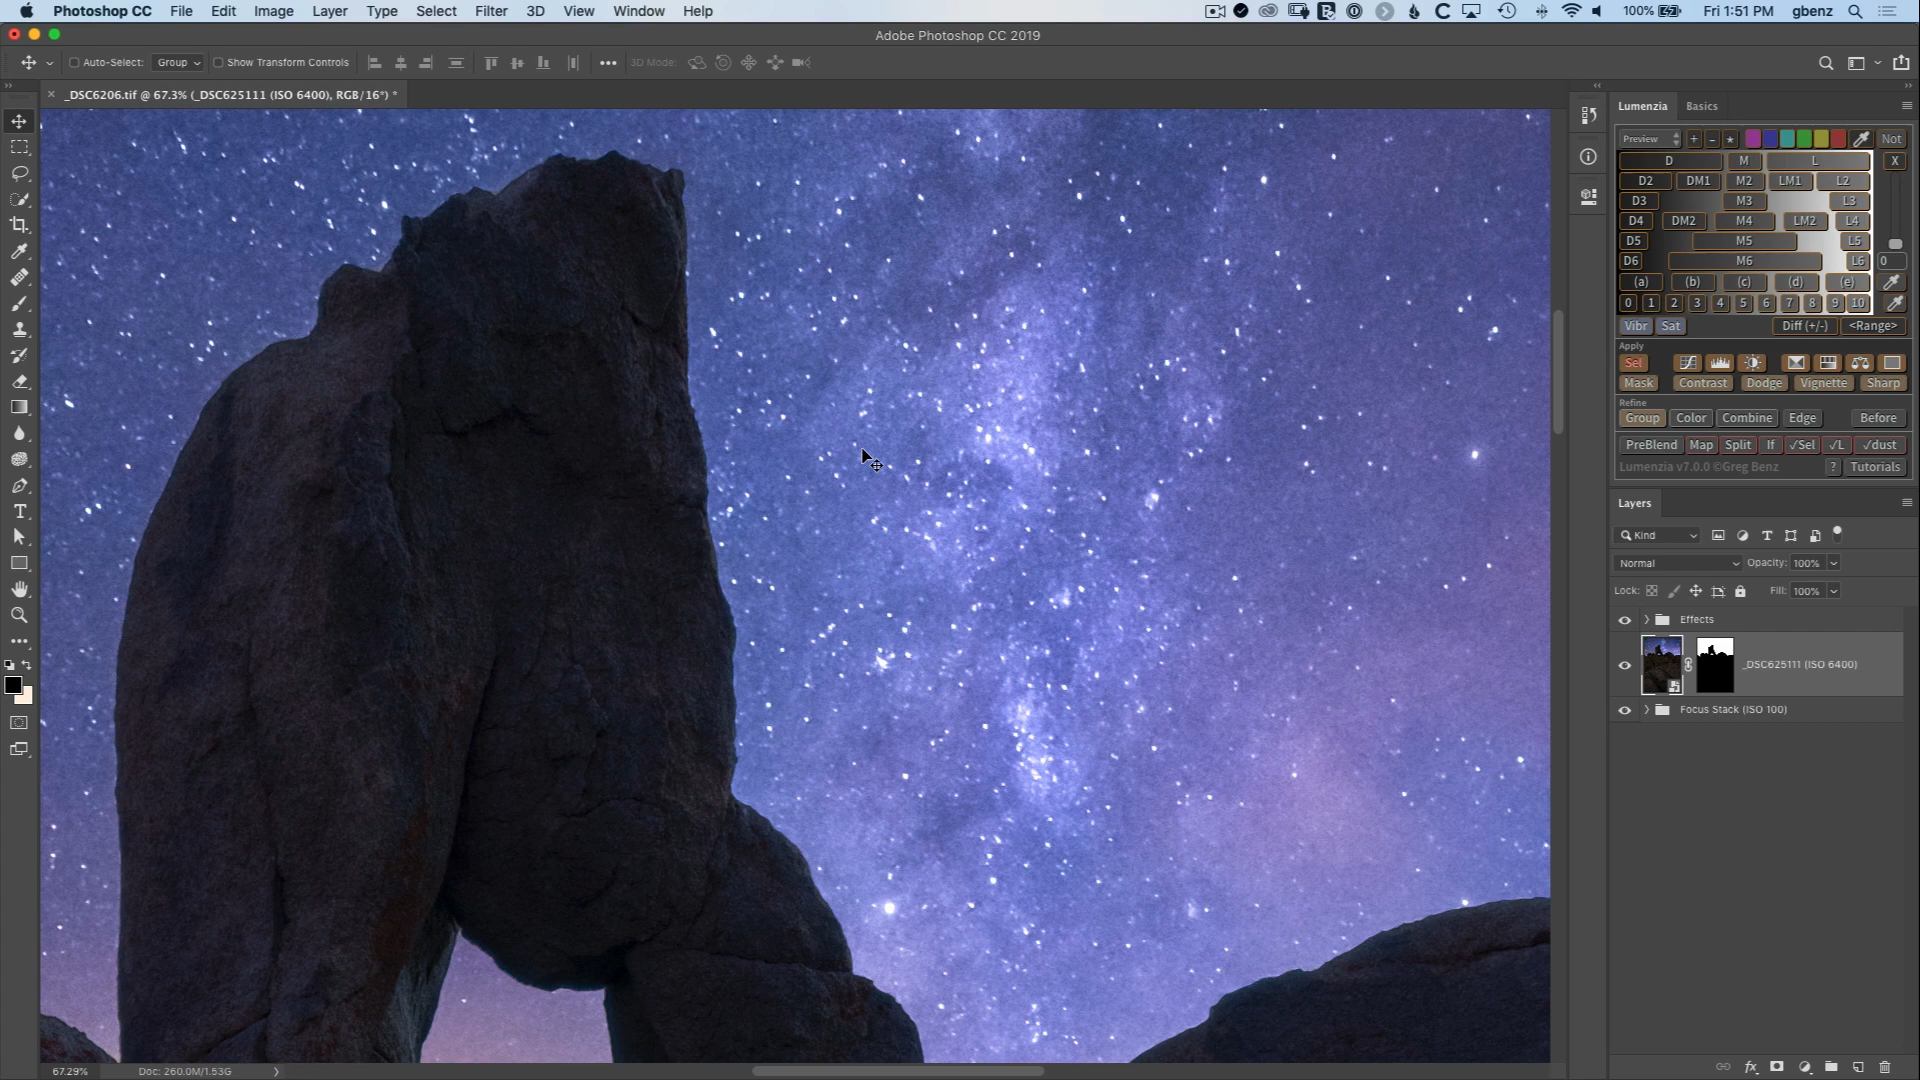 Photoshop CC File Edit Image Layer Type Select Filter 3D View Window Help 100% Fri 1:51 PM gbenz
Adobe Photoshop CC 2019
Auto-Select: Group Show Transform Controls 3D Mode:
_DSC6206.tif @ 67.3% (_DSC625111 (ISO 6400), RGB/16*) *
Lumenzia Basics
Preview + - Not
D M L X
D2 DM1 M2 LM1 L2
D3 M3 L3
D4 DM2 M4 LM2 L4
D5 M5 L5
D6 M6 L6 0
(a) (b) (c) (d) (e)
0 1 2 3 4 5 6 7 8 9 10
Vibr Sat Diff (+/-) <Range>
Apply
Sel
Mask Contrast Dodge Vignette Sharp
Refine
Group Color Combine Edge Before
PreBlend Map Split If √Sel √L √dust
Lumenzia v7.0.0 ©Greg Benz ? Tutorials
Layers
Kind
Normal Opacity: 100%
Lock: Fill: 100%
Effects
_DSC625111 (ISO 6400)
Focus Stack (ISO 100)
67.29% Doc: 260.0M/1.53G